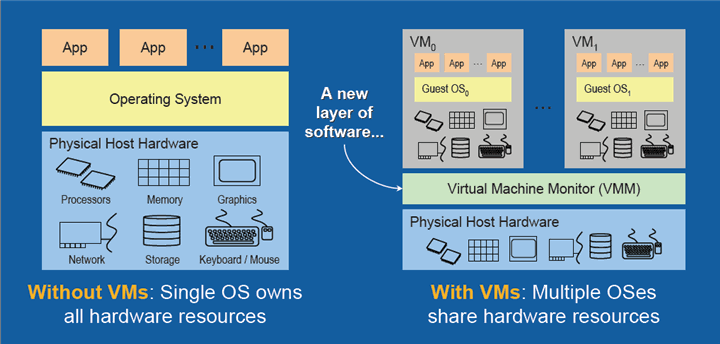 App App ... App
Operating System
Physical Host Hardware
Processors Memory Graphics
Network Storage Keyboard / Mouse
Without VMs: Single OS owns
all hardware resources
A new
layer of
software...
VM0
App App ... App
Guest OS0
...
VM1
App App ... App
Guest OS1
Virtual Machine Monitor (VMM)
Physical Host Hardware
With VMs: Multiple OSes
share hardware resources